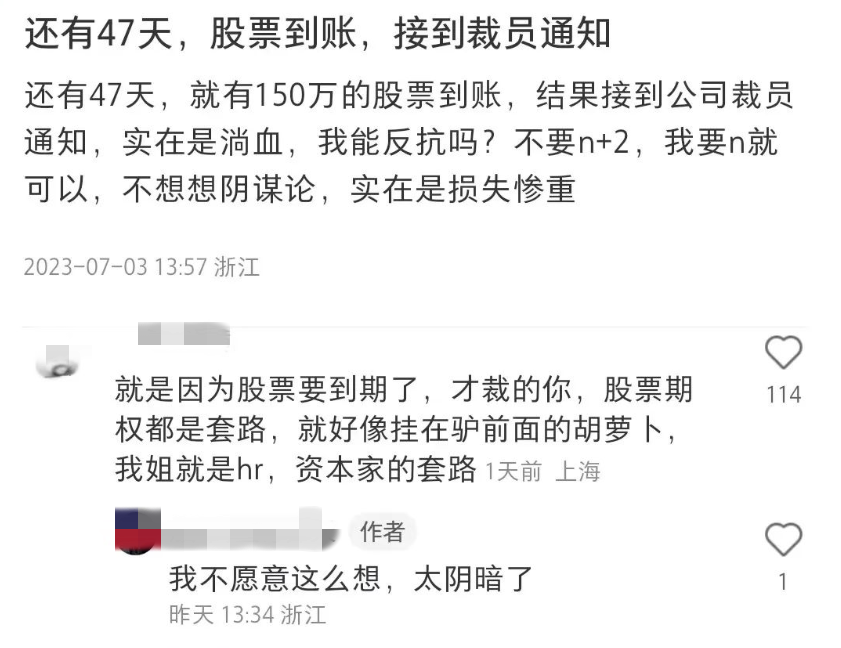 还有47天，股票到账，接到裁员通知
还有47天，就有150万的股票到账，结果接到公司裁员
通知，实在是淌血，我能反抗吗？不要n+2，我要n就
可以，不想想阴谋论，实在是损失惨重
2023-07-03 13:57 浙江
就是因为股票要到期了，才裁的你，股票期
权都是套路，就好像挂在驴前面的胡萝卜，
我姐就是hr，资本家的套路 1天前 上海
114
作者
我不愿意这么想，太阴暗了
昨天 13:34 浙江
1